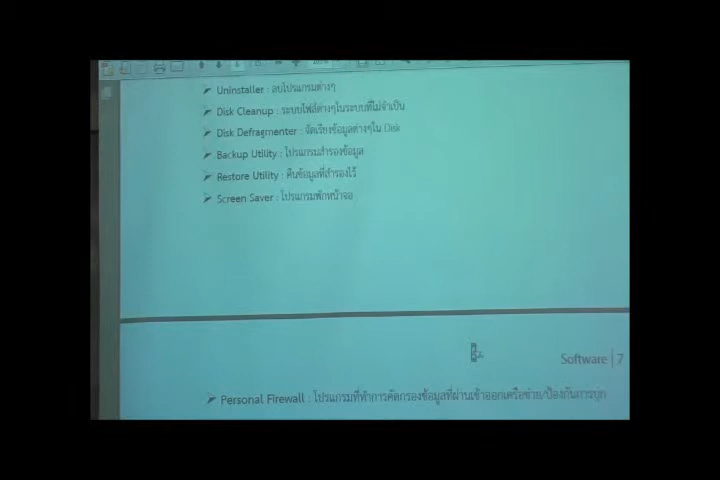 ➤ Uninstaller : ลบโปรแกรมต่างๆ
➤ Disk Cleanup : ระบบไฟล์ต่างๆในระบบที่ไม่จำเป็น
➤ Disk Defragmenter : จัดเรียงข้อมูลต่างๆใน Disk
➤ Backup Utility : โปรแกรมสำรองข้อมูล
➤ Restore Utility : คืนข้อมูลที่สำรองไว้
➤ Screen Saver : โปรแกรมพักหน้าจอ
Software | 7
➤ Personal Firewall : โปรแกรมที่ทำการคัดกรองข้อมูลที่ผ่านเข้าออกเครือข่าย/ป้องกันการบุก